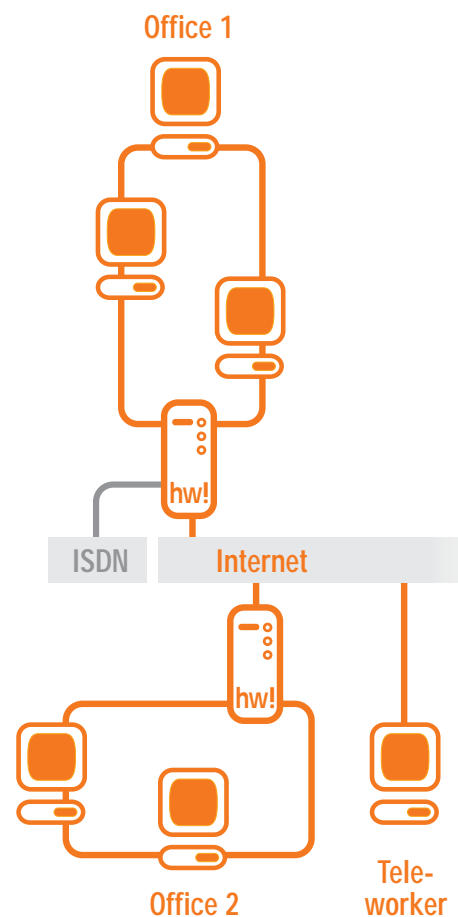 Office 1
hw!
ISDN
Internet
hw!
Office 2
Tele-
worker